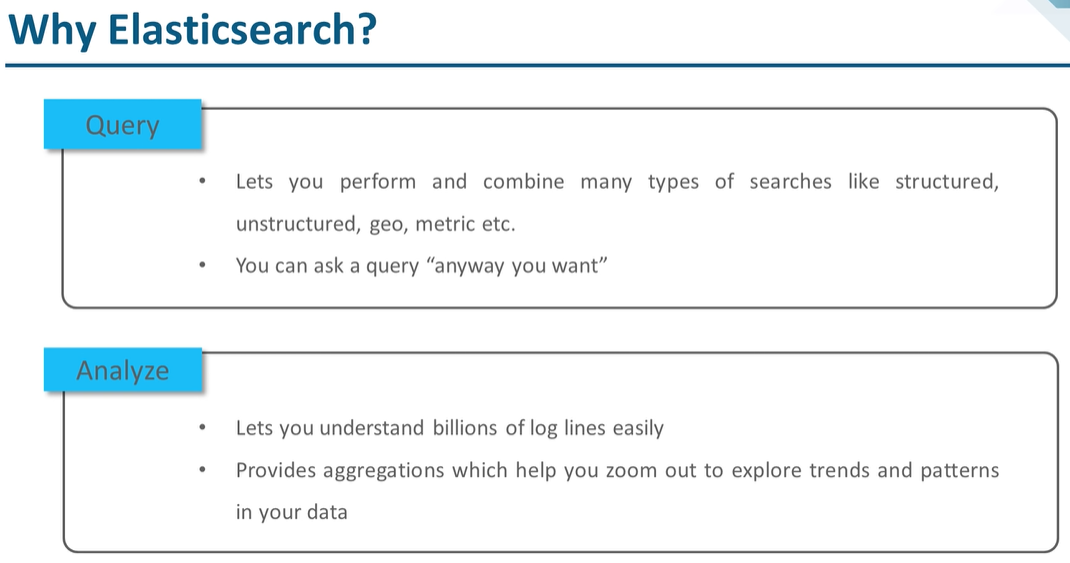 Why Elasticsearch?
Query
• Lets you perform and combine many types of searches like structured,
unstructured, geo, metric etc.
• You can ask a query “anyway you want”
Analyze
• Lets you understand billions of log lines easily
• Provides aggregations which help you zoom out to explore trends and patterns
in your data